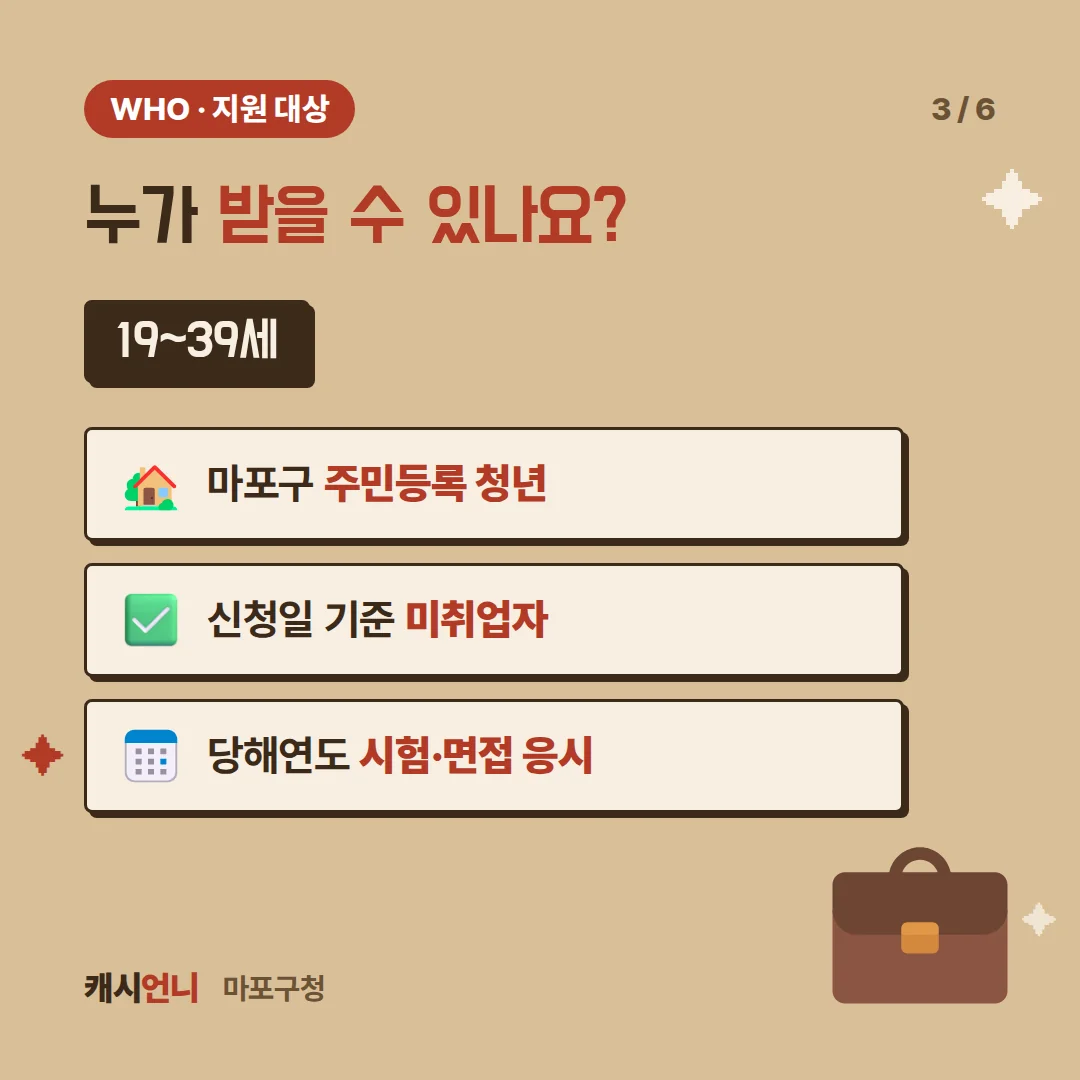 WHO · 지원 대상
3 / 6
누가 받을 수 있나요?
19~39세
마포구 주민등록 청년
신청일 기준 미취업자
당해연도 시험·면접 응시
캐시언니 마포구청